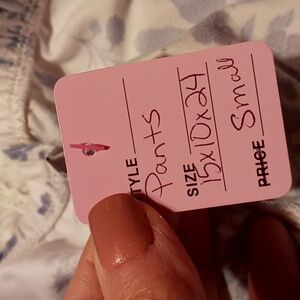 STYLE Pants
SIZE 15x10x24
PRICE Small